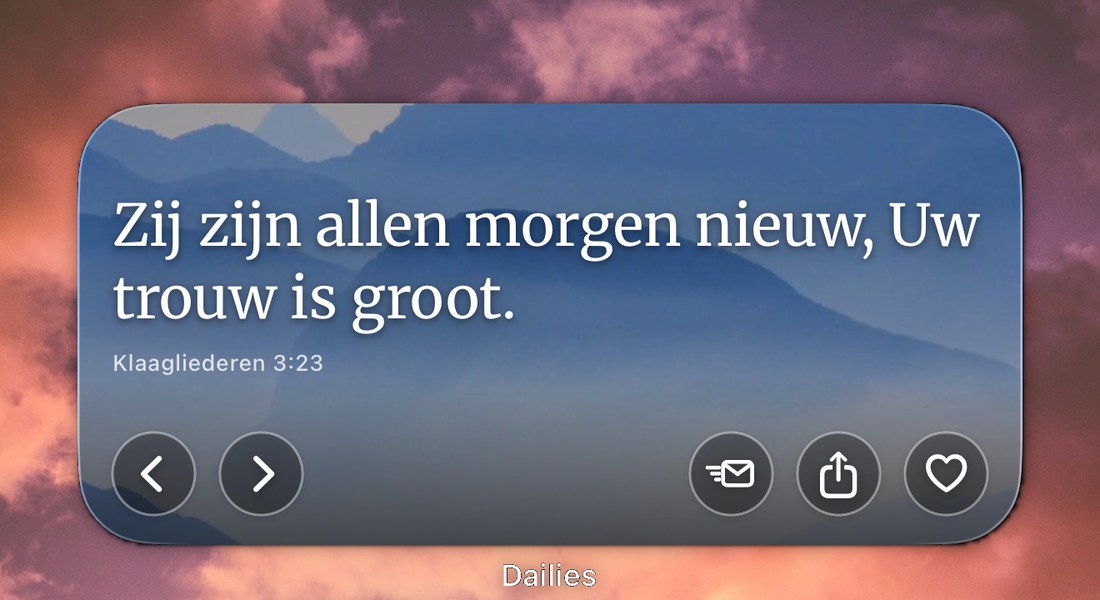 Zij zijn allen morgen nieuw, Uw
trouw is groot.
Klaagliederen 3:23
Dailies